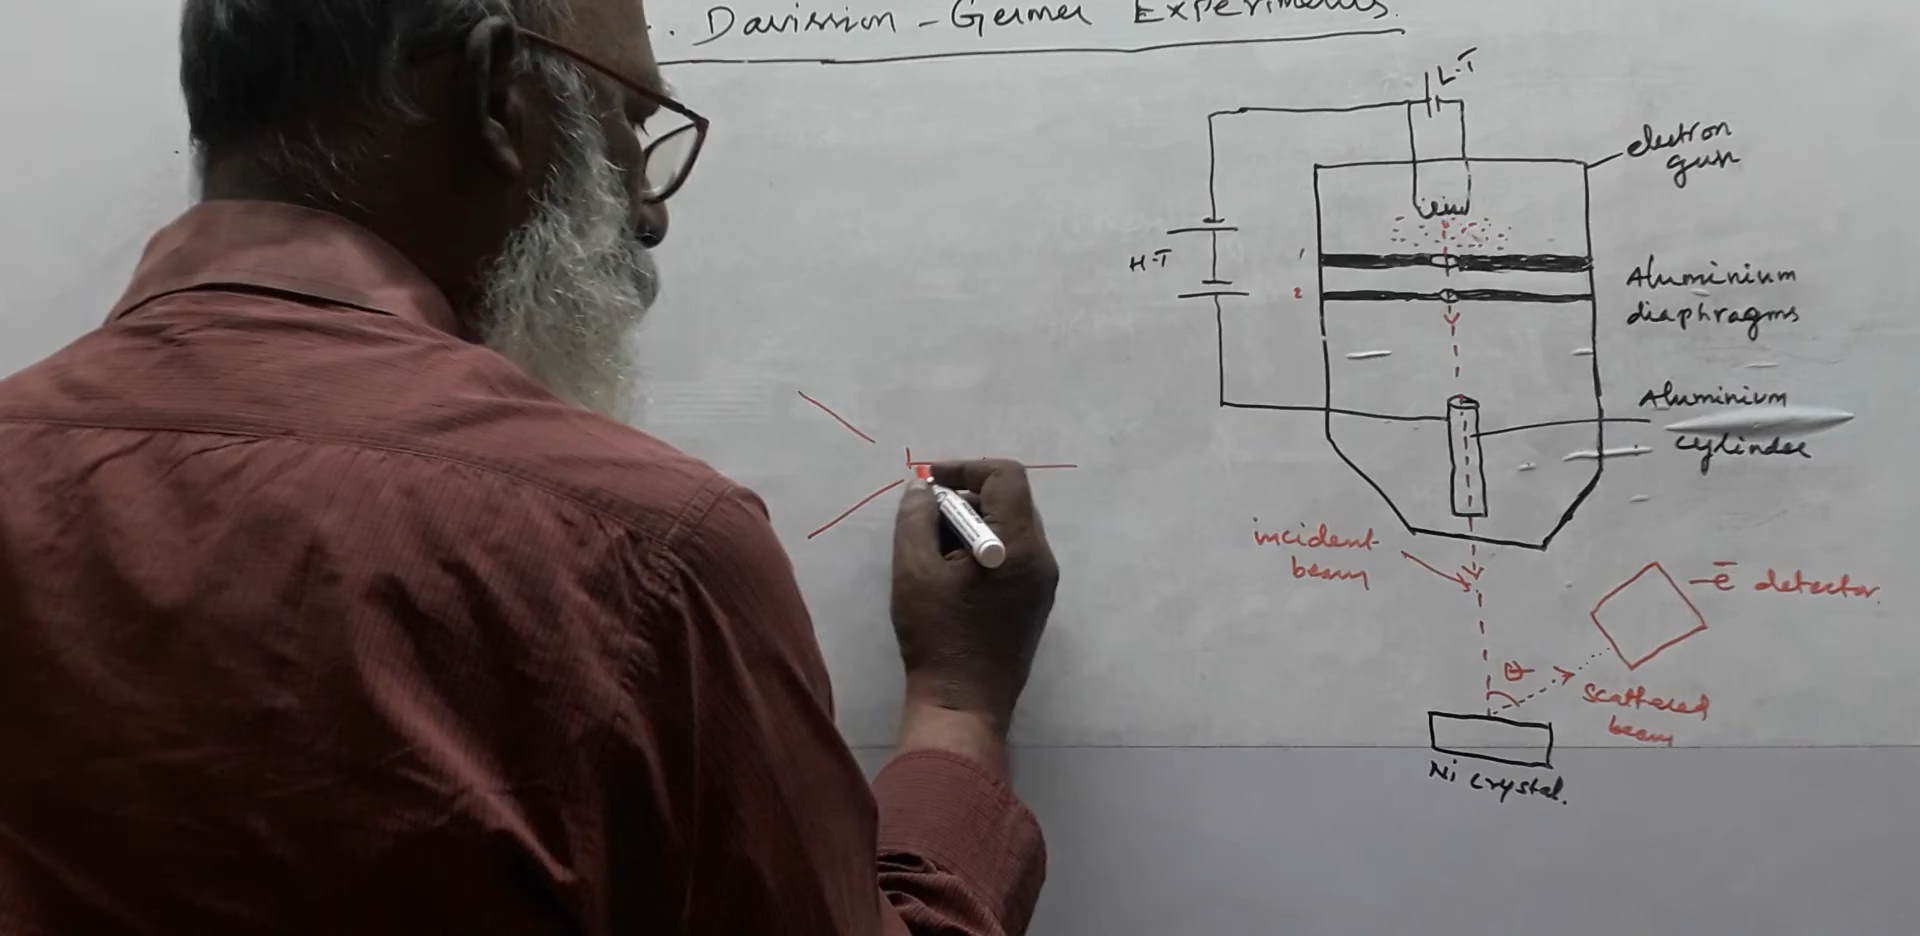 Davission - Germer Experiments.
L.T
electron
gun
H.T
1
2
Aluminium
diaphragms
Aluminium
cylinder
incident
beam
e detector.
θ
scattered
beam
Ni crystal.